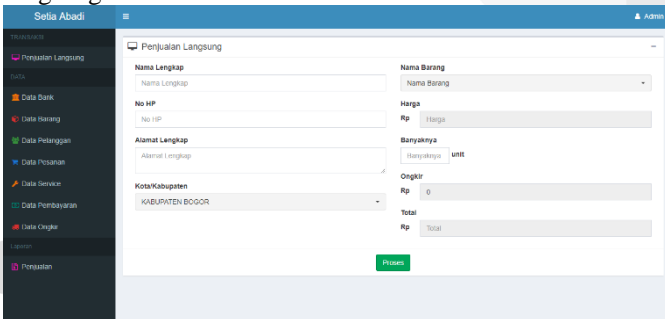 Setia Abadi
Admin
TRANSAKSI
Penjualan Langsung
DATA
Data Bank
Data Barang
Data Pelanggan
Data Pesanan
Data Service
Data Pembayaran
Data Ongkir
Laporan
Penjualan
Penjualan Langsung
Nama Lengkap
Nama Lengkap
No HP
No HP
Alamat Lengkap
Alamat Lengkap
Kota/Kabupaten
KABUPATEN BOGOR
Nama Barang
Nama Barang
Harga
Rp Harga
Banyaknya
Banyaknya unit
Ongkir
Rp 0
Total
Rp Total
Proses